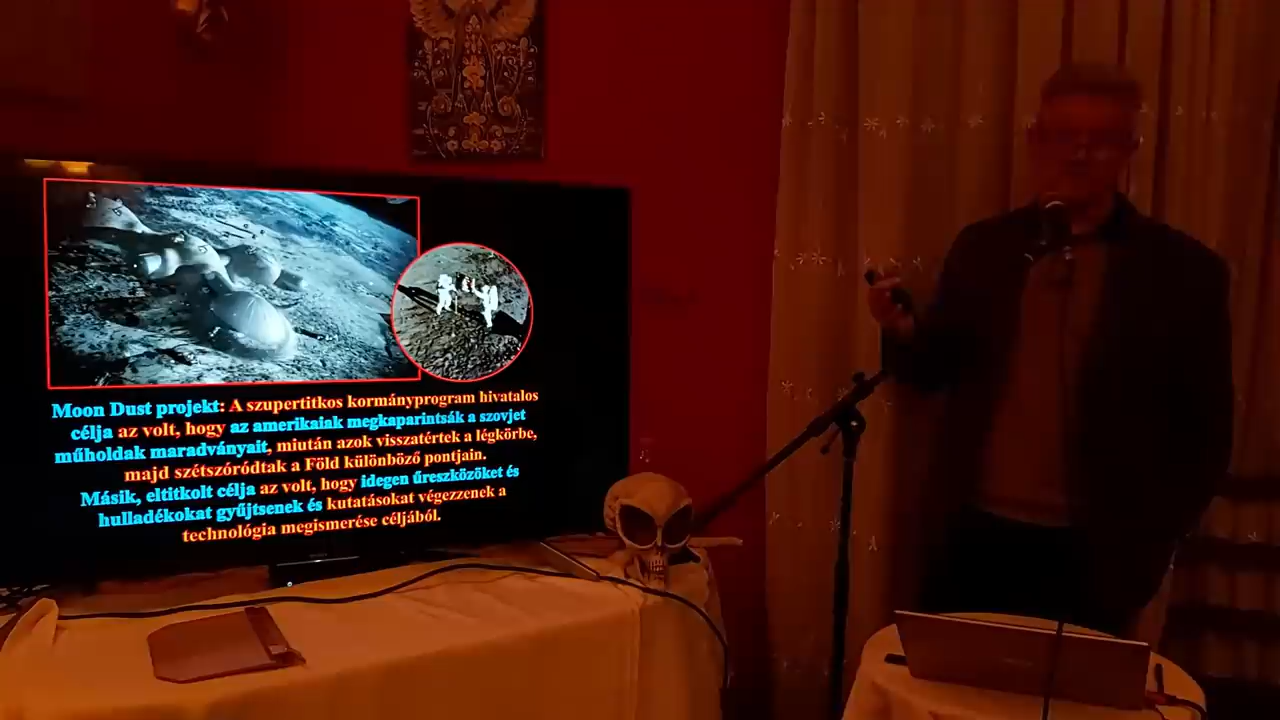 Moon Dust projekt: A szupertitkos kormányprogram hivatalos
célja az volt, hogy az amerikaiak megkaparintsák a szovjet
műholdak maradványait, miután azok visszatértek a légkörbe,
majd szétszóródtak a Föld különböző pontjain.
Másik, eltitkolt célja az volt, hogy idegen űreszközöket és
hulladékokat gyűjtsenek és kutatásokat végezzenek a
technológia megismerése céljából.